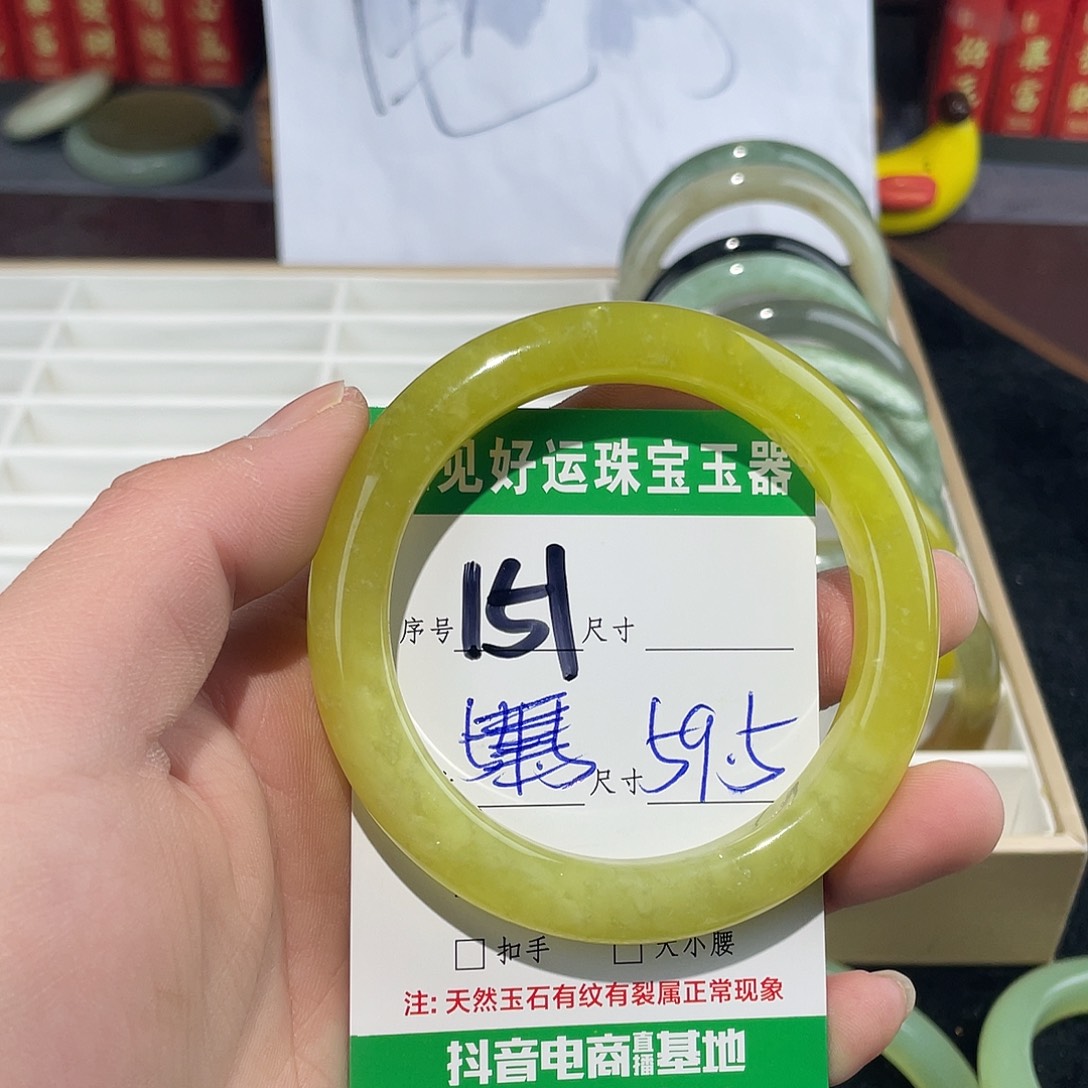 见好运珠宝玉器
序号 151 尺寸
尺寸 59.5
扣手 大小腰
注: 天然玉石有纹有裂属正常现象
抖音电商直播基地